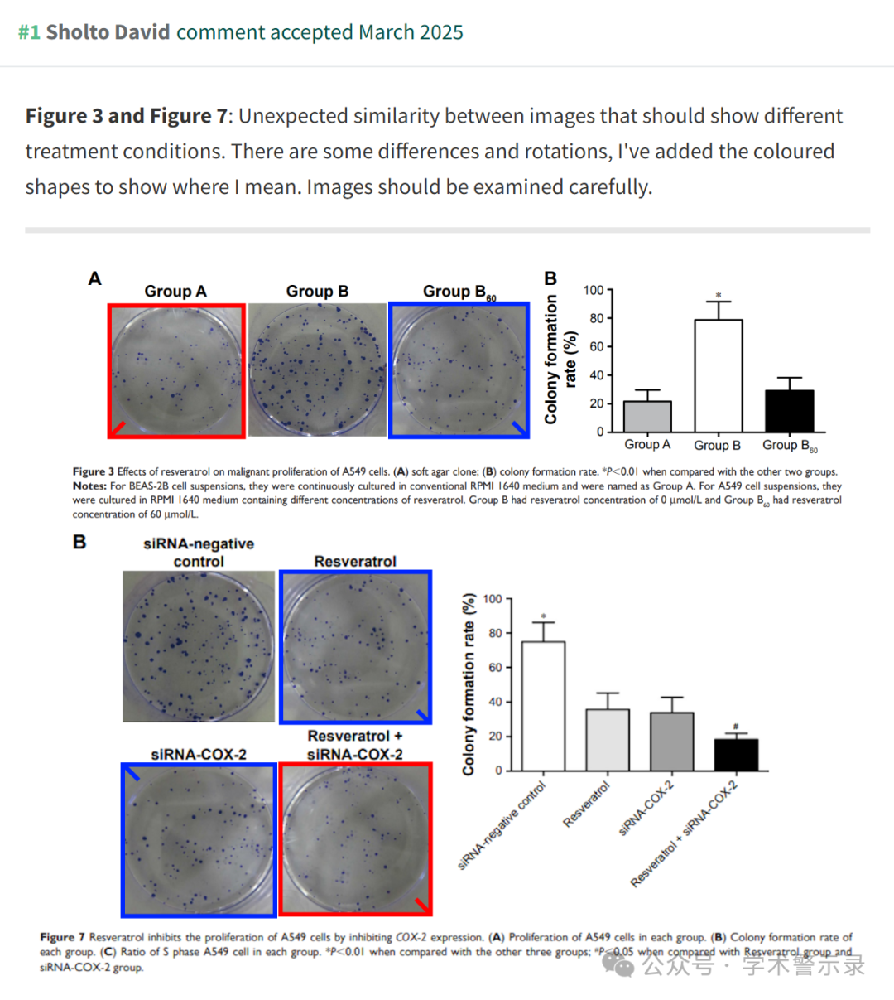 #1 Sholto David comment accepted March 2025
Figure 3 and Figure 7: Unexpected similarity between images that should show different
treatment conditions. There are some differences and rotations, I've added the coloured
shapes to show where I mean. Images should be examined carefully.
A
Group A
Group B
Group B60
B
Colony formation
rate (%)
100
80
60
40
20
0
*
Group A
Group B
Group B60
Figure 3 Effects of resveratrol on malignant proliferation of A549 cells. (A) soft agar clone; (B) colony formation rate. *P<0.01 when compared with the other two groups.
Notes: For BEAS-2B cell suspensions, they were continuously cultured in conventional RPMI 1640 medium and were named as Group A. For A549 cell suspensions, they
were cultured in RPMI 1640 medium containing different concentrations of resveratrol. Group B had resveratrol concentration of 0 μmol/L and Group B60 had resveratrol
concentration of 60 μmol/L.
B
siRNA-negative
control
Resveratrol
siRNA-COX-2
Resveratrol +
siRNA-COX-2
Colony formation rate (%)
100
80
60
40
20
0
*
#
siRNA-negative control
Resveratrol
siRNA-COX-2
Resveratrol + siRNA-COX-2
Figure 7 Resveratrol inhibits the proliferation of A549 cells by inhibiting COX-2 expression. (A) Proliferation of A549 cells in each group. (B) Colony formation rate of
each group. (C) Ratio of S phase A549 cell in each group. *P<0.01 when compared with the other three groups; #P<0.05 when compared with Resveratrol group and
siRNA-COX-2 group.
公众号 · 学术警示录